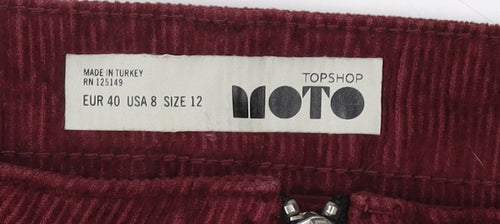 MADE IN TURKEY
RN 125149
EUR 40 USA 8 SIZE 12
TOPSHOP
MOTO